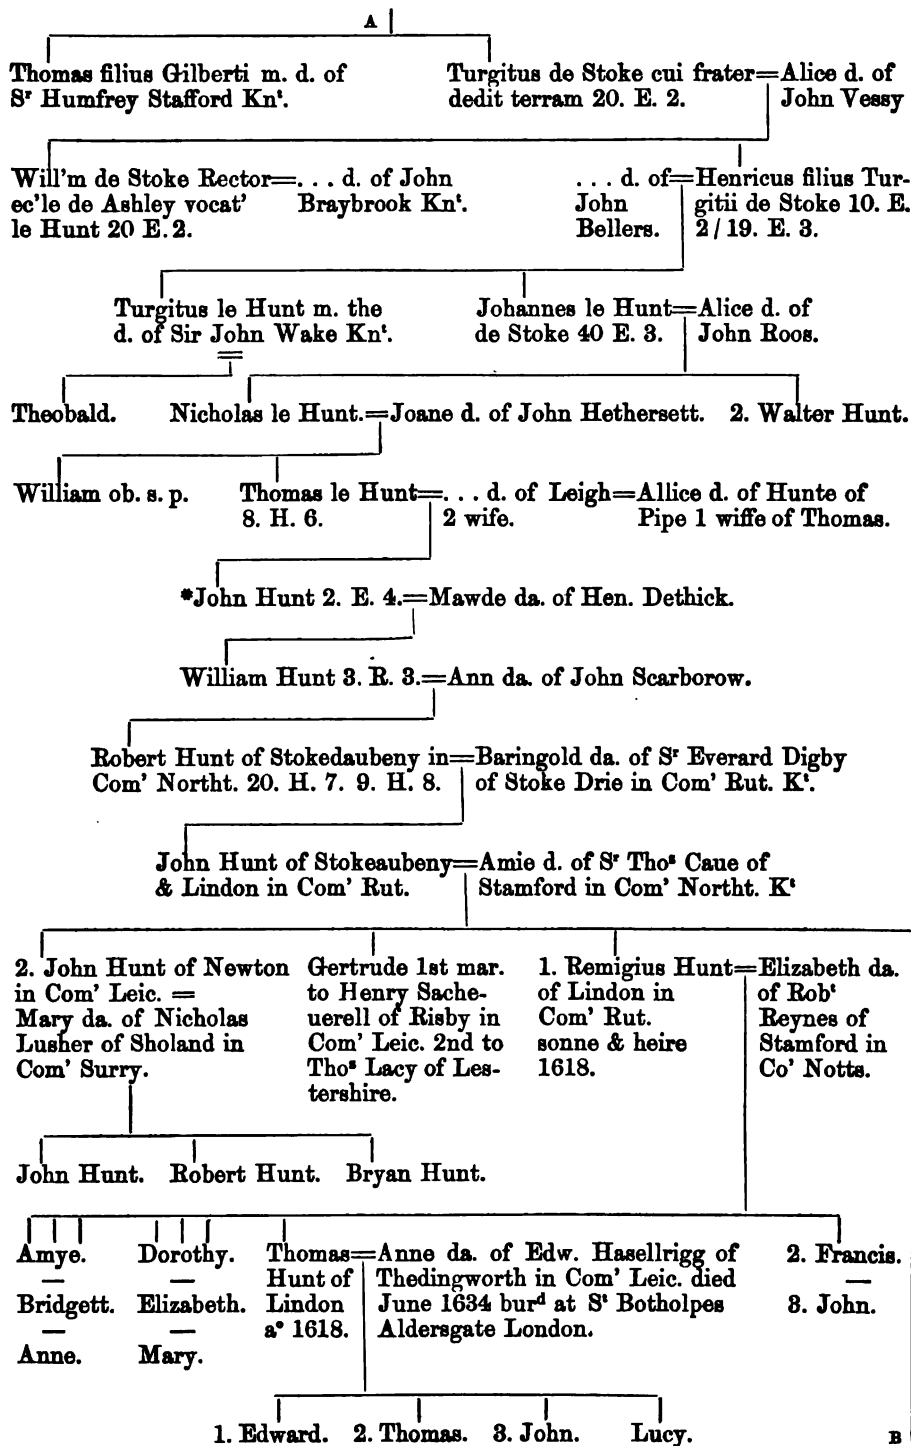 A
Thomas filius Gilberti m. d. of
Sʳ Humfrey Stafford Knᵗ.
Turgitus de Stoke cui frater=Alice d. of
dedit terram 20. E. 2. John Vessy
Will'm de Stoke Rector=. . . d. of John
ec'le de Ashley vocat' Braybrook Knᵗ.
le Hunt 20 E. 2.
. . . d. of=Henricus filius Tur-
John gitii de Stoke 10. E.
Bellers. 2 / 19. E. 3.
Turgitus le Hunt m. the
d. of Sir John Wake Knᵗ.
Johannes le Hunt=Alice d. of
de Stoke 40 E. 3. John Roos.
Theobald. Nicholas le Hunt.=Joane d. of John Hethersett. 2. Walter Hunt.
William ob. s. p. Thomas le Hunt=. . . d. of Leigh=Allice d. of Hunte of
8. H. 6. 2 wife. Pipe 1 wiffe of Thomas.
*John Hunt 2. E. 4.=Mawde da. of Hen. Dethick.
William Hunt 3. R. 3.=Ann da. of John Scarborow.
Robert Hunt of Stokedaubeny in=Baringold da. of Sʳ Everard Digby
Com' Northt. 20. H. 7. 9. H. 8. of Stoke Drie in Com' Rut. Kᵗ.
John Hunt of Stokeaubeny=Amie d. of Sʳ Thoˢ Caue of
& Lindon in Com' Rut. Stamford in Com' Northt. Kᵗ
2. John Hunt of Newton
in Com' Leic. =
Mary da. of Nicholas
Lusher of Sholand in
Com' Surry.
Gertrude 1st mar.
to Henry Sache-
uerell of Risby in
Com' Leic. 2nd to
Thoˢ Lacy of Les-
tershire.
1. Remigius Hunt=Elizabeth da.
of Lindon in of Robᵗ
Com' Rut. Reynes of
sonne & heire Stamford in
1618. Co' Notts.
John Hunt. Robert Hunt. Bryan Hunt.
Amye.
Bridgett.
Anne.
Dorothy.
Elizabeth.
Mary.
Thomas=Anne da. of Edw. Hasellrigg of
Hunt of Thedingworth in Com' Leic. died
Lindon June 1634 burᵈ at Sᵗ Botholpes
aº 1618. Aldersgate London.
2. Francis.
3. John.
1. Edward. 2. Thomas. 3. John. Lucy.
B